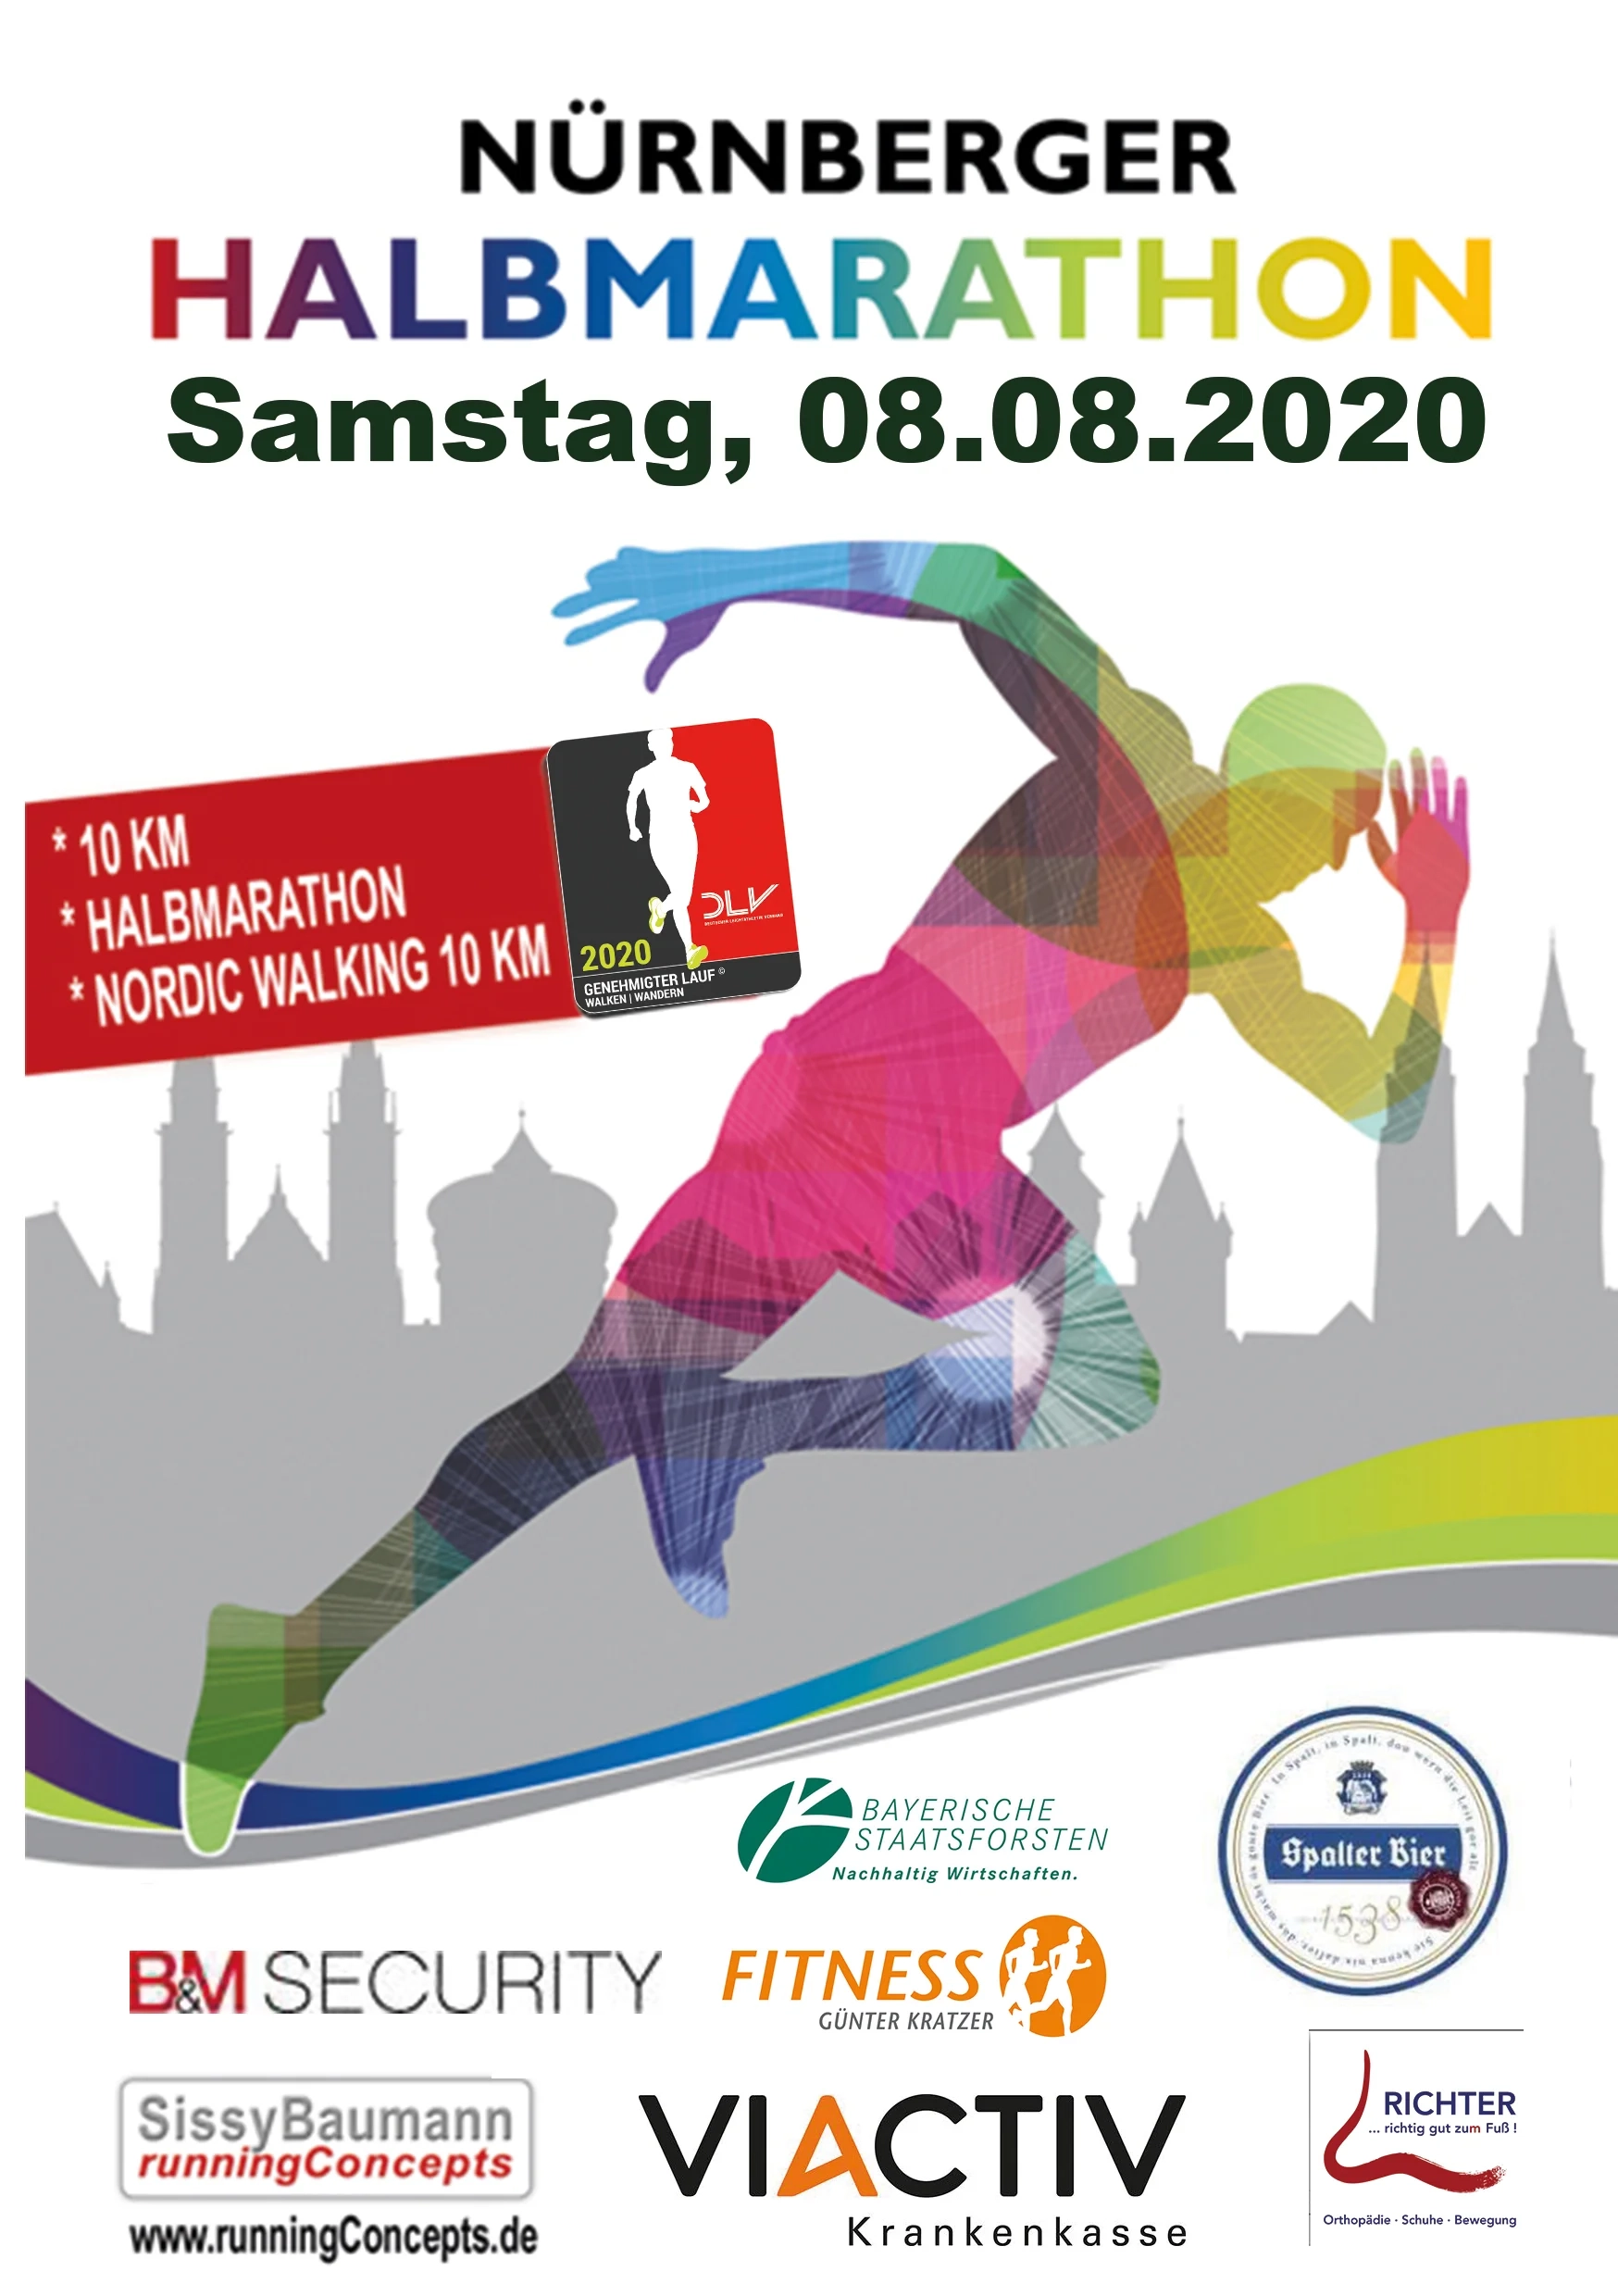 NÜRNBERGER
HALBMARATHON
Samstag, 08.08.2020
* 10 KM
* HALBMARATHON
* NORDIC WALKING 10 KM
DLV
2020
GENEHMIGTER LAUF ©
WALKEN | WANDERN
BAYERISCHE
STAATSFORSTEN
Nachhaltig Wirtschaften.
Spalter Bier
1538
B&M SECURITY
FITNESS
GÜNTER KRATZER
SissyBaumann
runningConcepts
www.runningConcepts.de
VIACTIV
Krankenkasse
RICHTER
... richtig gut zum Fuß !
Orthopädie · Schuhe · Bewegung